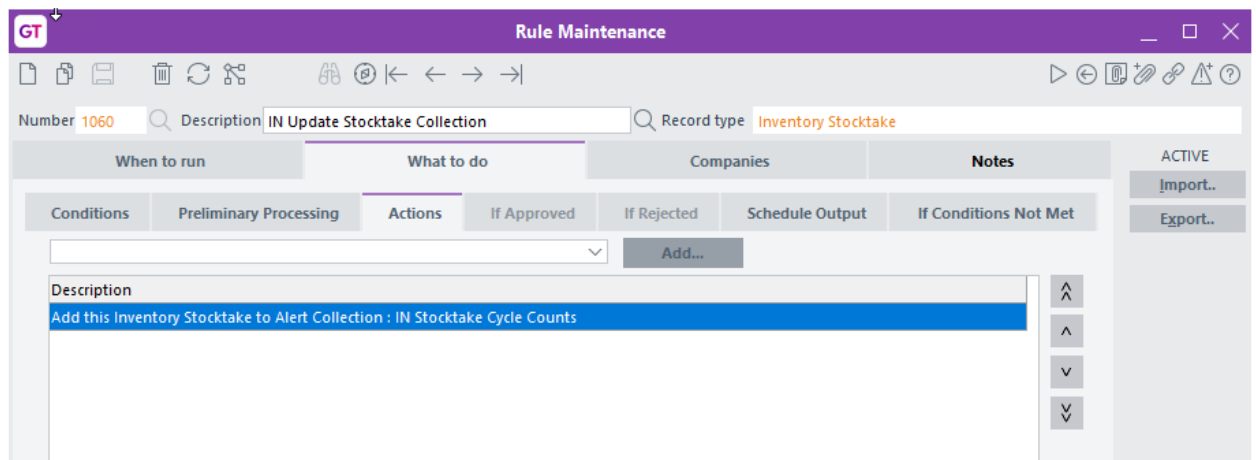 GT Rule Maintenance
Number 1060 Description IN Update Stocktake Collection Record type Inventory Stocktake
When to run What to do Companies Notes ACTIVE
Import..
Conditions Preliminary Processing Actions If Approved If Rejected Schedule Output If Conditions Not Met Export..
Add...
Description
Add this Inventory Stocktake to Alert Collection : IN Stocktake Cycle Counts